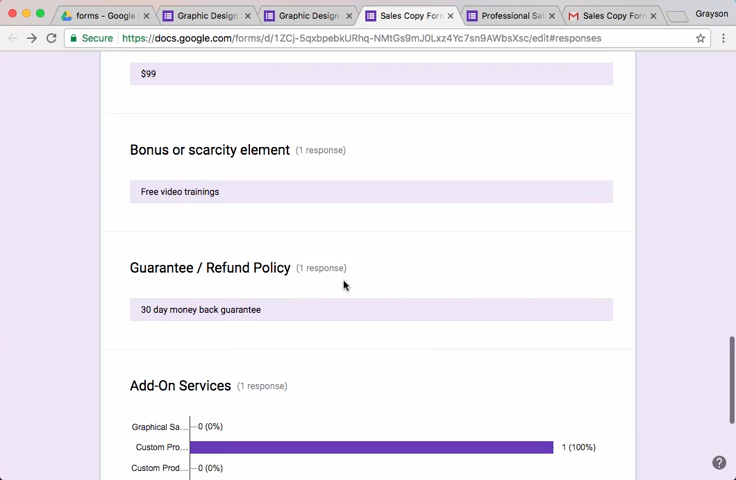 forms - Google
Graphic Design
Graphic Design
Sales Copy Form
Professional Sal
Sales Copy Form
Grayson
Secure
https://docs.google.com/forms/d/1ZCj-5qxbpebkURhq-NMtGs9mJ0Lxz4Yc7sn9AWbsXsc/edit#responses
$99
Bonus or scarcity element (1 response)
Free video trainings
Guarantee / Refund Policy (1 response)
30 day money back guarantee
Add-On Services (1 response)
Graphical Sa... 0 (0%)
Custom Pro... 1 (100%)
Custom Prod... 0 (0%)
?